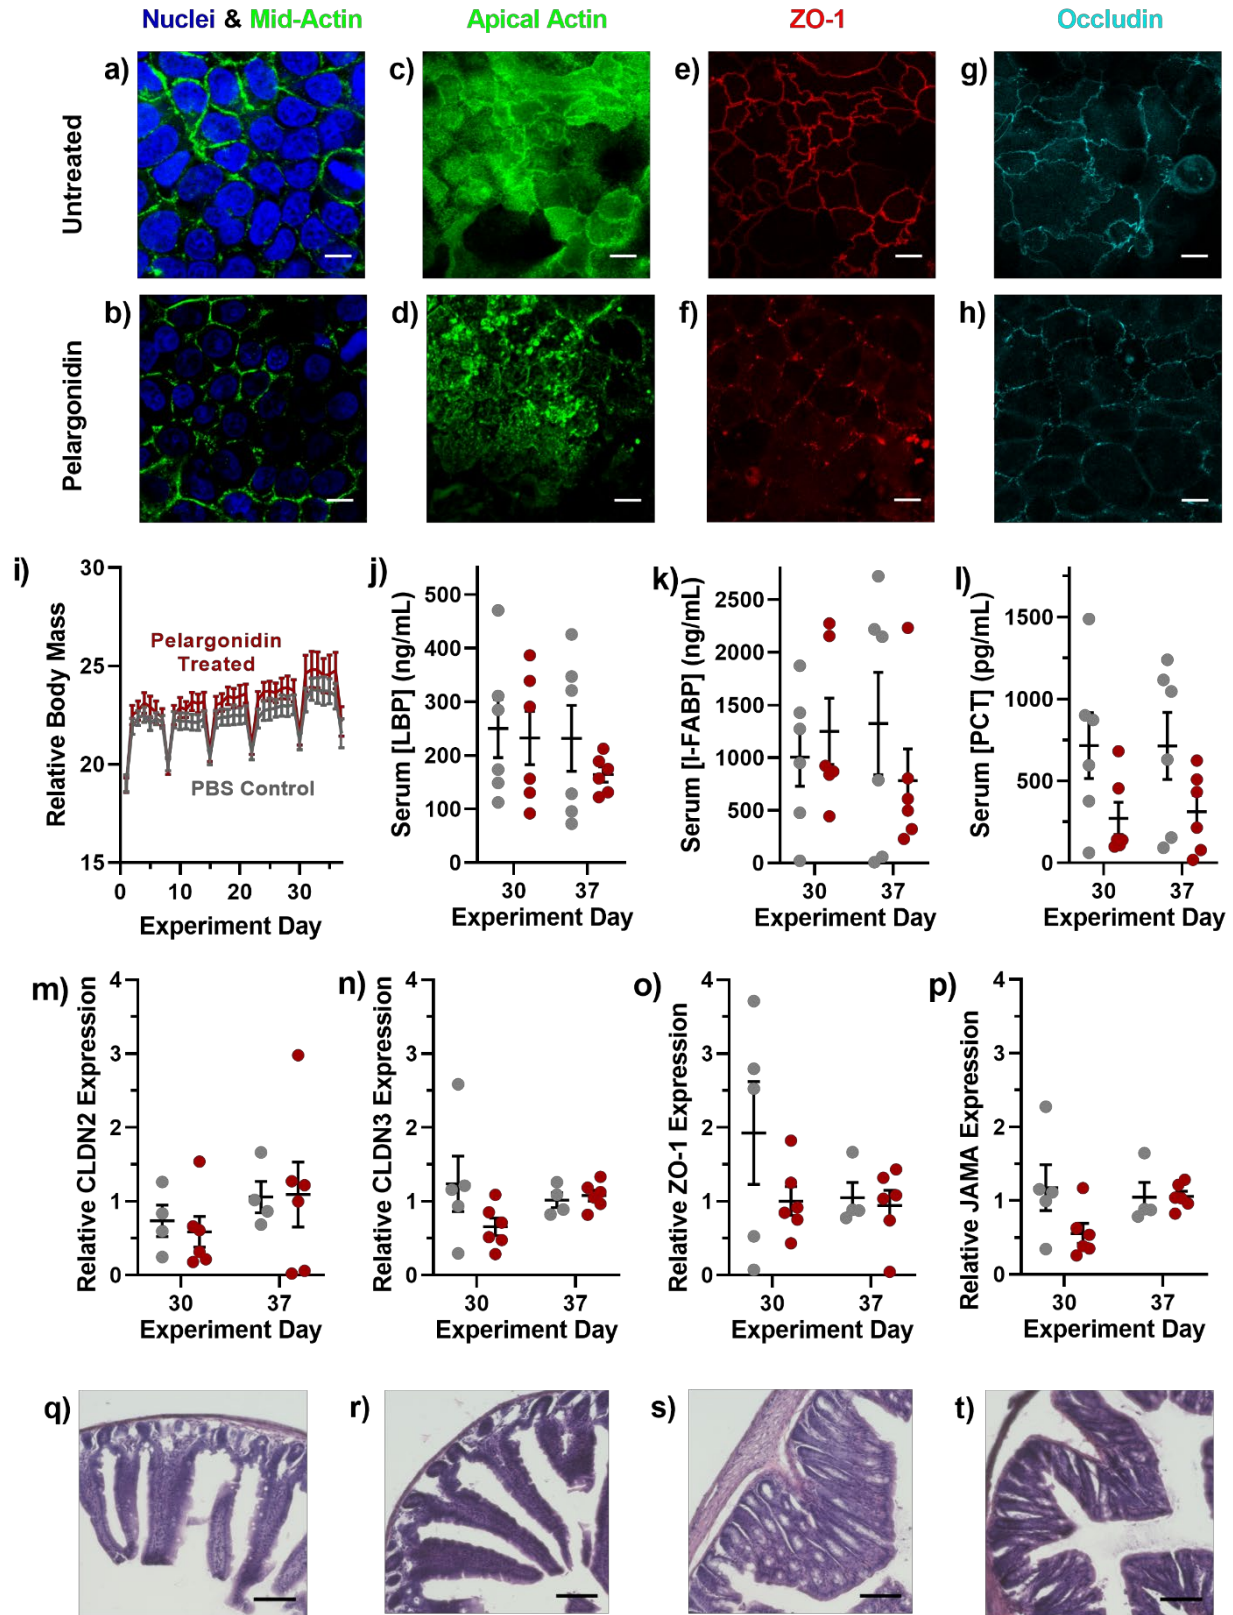 Nuclei & Mid-Actin
Apical Actin
ZO-1
Occludin
Untreated
a)
c)
e)
g)
Pelargonidin
b)
d)
f)
h)
i)
Relative Body Mass
30
25
20
15
Pelargonidin
Treated
PBS Control
0
10
20
30
Experiment Day
j)
Serum [LBP] (ng/mL)
500
400
300
200
100
0
30
37
Experiment Day
k)
Serum [I-FABP] (ng/mL)
2500
2000
1500
1000
500
0
30
37
Experiment Day
l)
Serum [PCT] (pg/mL)
1500
1000
500
0
30
37
Experiment Day
m)
Relative CLDN2 Expression
4
3
2
1
0
30
37
Experiment Day
n)
Relative CLDN3 Expression
4
3
2
1
0
30
37
Experiment Day
o)
Relative ZO-1 Expression
4
3
2
1
0
30
37
Experiment Day
p)
Relative JAMA Expression
4
3
2
1
0
30
37
Experiment Day
q)
r)
s)
t)